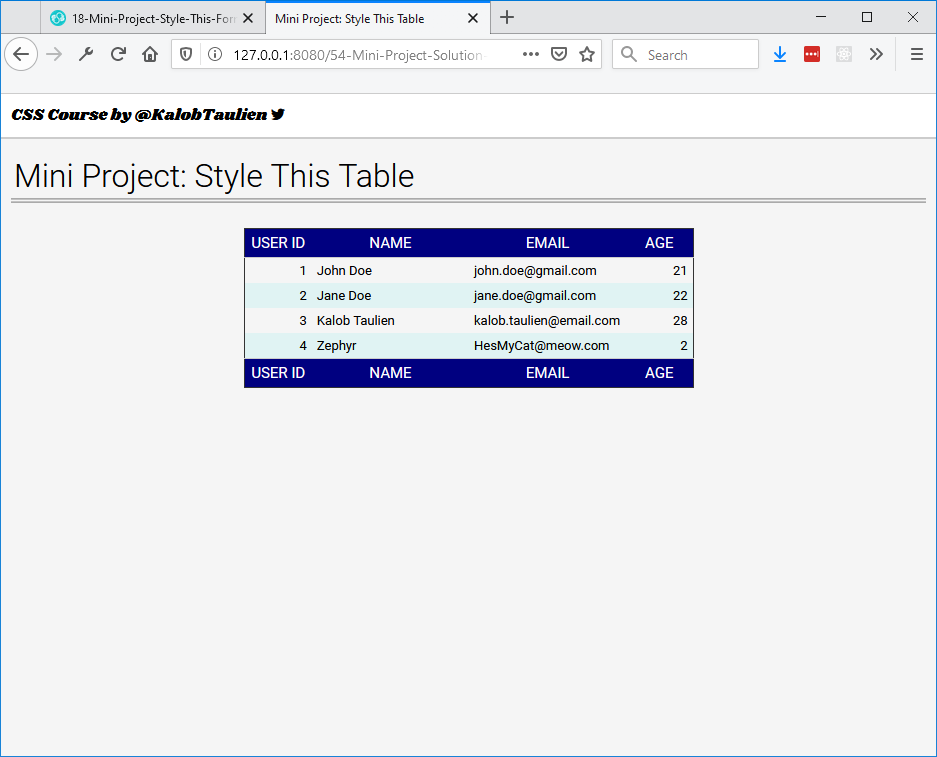 18-Mini-Project-Style-This-For
Mini Project: Style This Table
127.0.0.1:8080/54-Mini-Project-Solution-
Search
CSS Course by @KalobTaulien
Mini Project: Style This Table
USER ID NAME EMAIL AGE
1 John Doe john.doe@gmail.com 21
2 Jane Doe jane.doe@gmail.com 22
3 Kalob Taulien kalob.taulien@email.com 28
4 Zephyr HesMyCat@meow.com 2
USER ID NAME EMAIL AGE